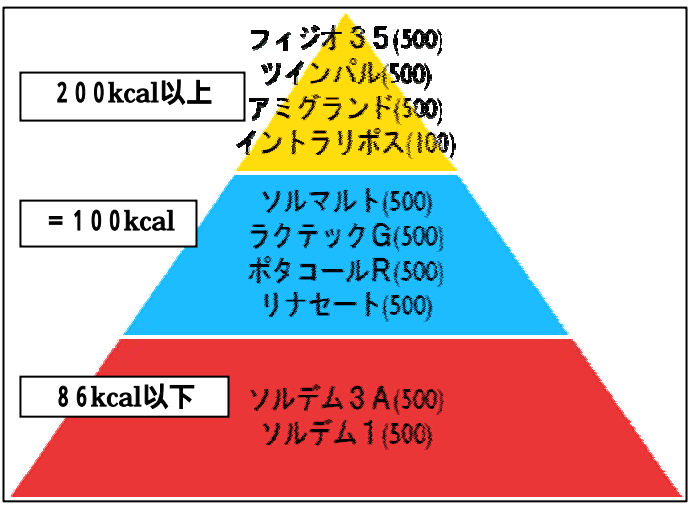 フィジオ３５(500)
ツインパル(500)
２００kcal以上
アミグランド(500)
イントラリポス(100)
ソルマルト(500)
＝１００kcal
ラクテックＧ(500)
ポタコールＲ(500)
リナセート(500)
８６kcal以下
ソルデム３Ａ(500)
ソルデム１(500)